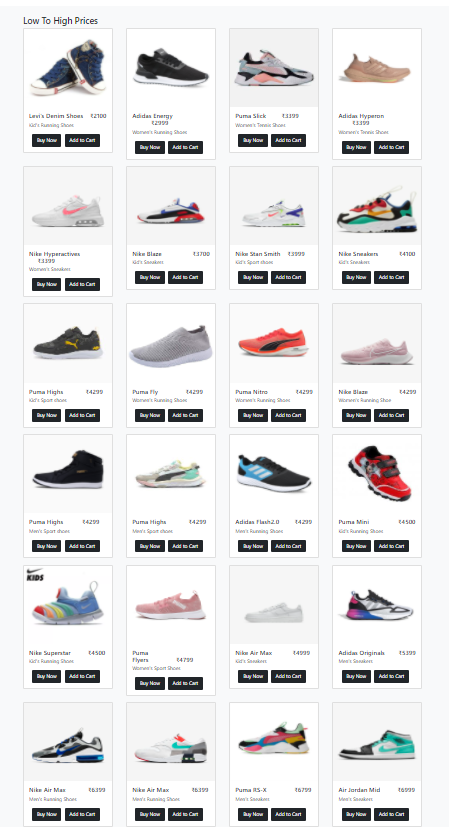 Low To High Prices
Levi's Denim Shoes ₹2100
Kid's Running Shoes
Buy Now Add to Cart
Adidas Energy
₹2999
Women's Running Shoes
Buy Now Add to Cart
Puma Slick ₹3399
Women's Tennis Shoes
Buy Now Add to Cart
Adidas Hyperon
₹3399
Women's Tennis Shoes
Buy Now Add to Cart
Nike Hyperactives
₹3399
Women's Sneakers
Buy Now Add to Cart
Nike Blaze ₹3700
Kid's Sneakers
Buy Now Add to Cart
Nike Stan Smith ₹3999
Kid's Sport shoes
Buy Now Add to Cart
Nike Sneakers ₹4100
Kid's Sneakers
Buy Now Add to Cart
Puma Highs ₹4299
Kid's Sport shoes
Buy Now Add to Cart
Puma Fly ₹4299
Women's Running Shoes
Buy Now Add to Cart
Puma Nitro ₹4299
Women's Running Shoe
Buy Now Add to Cart
Nike Blaze ₹4299
Women's Running Shoe
Buy Now Add to Cart
Puma Highs ₹4299
Men's Sport shoes
Buy Now Add to Cart
Puma Highs ₹4299
Men's Sport shoes
Buy Now Add to Cart
Adidas Flash2.0 ₹4299
Men's Running Shoes
Buy Now Add to Cart
Puma Mini ₹4500
Kid's Running Shoes
Buy Now Add to Cart
KIDS
Nike Superstar ₹4500
Kid's Running Shoes
Buy Now Add to Cart
Puma
Flyers ₹4799
Women's Sport Shoes
Buy Now Add to Cart
Nike Air Max ₹4999
Kid's Sneakers
Buy Now Add to Cart
Adidas Originals ₹5399
Men's Sneakers
Buy Now Add to Cart
Nike Air Max ₹6399
Men's Running Shoes
Buy Now Add to Cart
Nike Air Max ₹6399
Men's Running Shoes
Buy Now Add to Cart
Puma RS-X ₹6799
Men's Sneakers
Buy Now Add to Cart
Air Jordan Mid ₹6999
Men's Sneakers
Buy Now Add to Cart